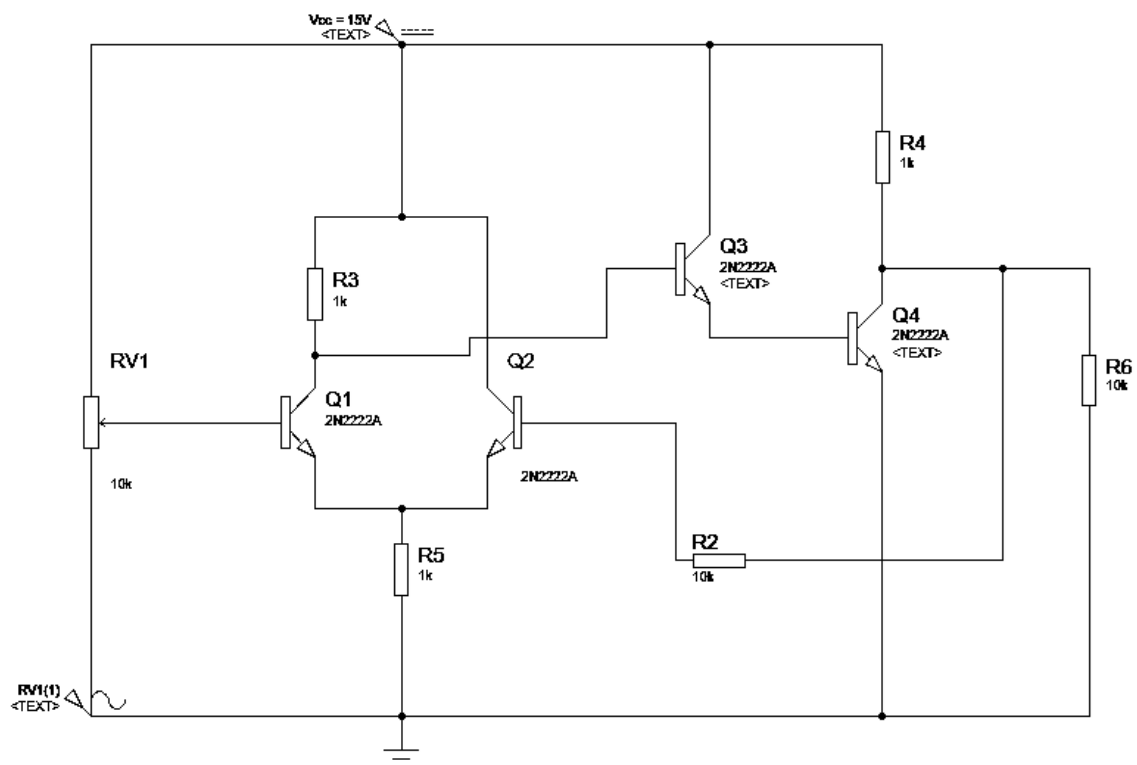 Vcc = 15V
<TEXT>
R4
1k
Q3
2N2222A
<TEXT>
R3
1k
Q4
2N2222A
<TEXT>
RV1
Q2
R6
10k
Q1
2N2222A
10k
2N2222A
R5
1k
R2
10k
RV1(1)
<TEXT>